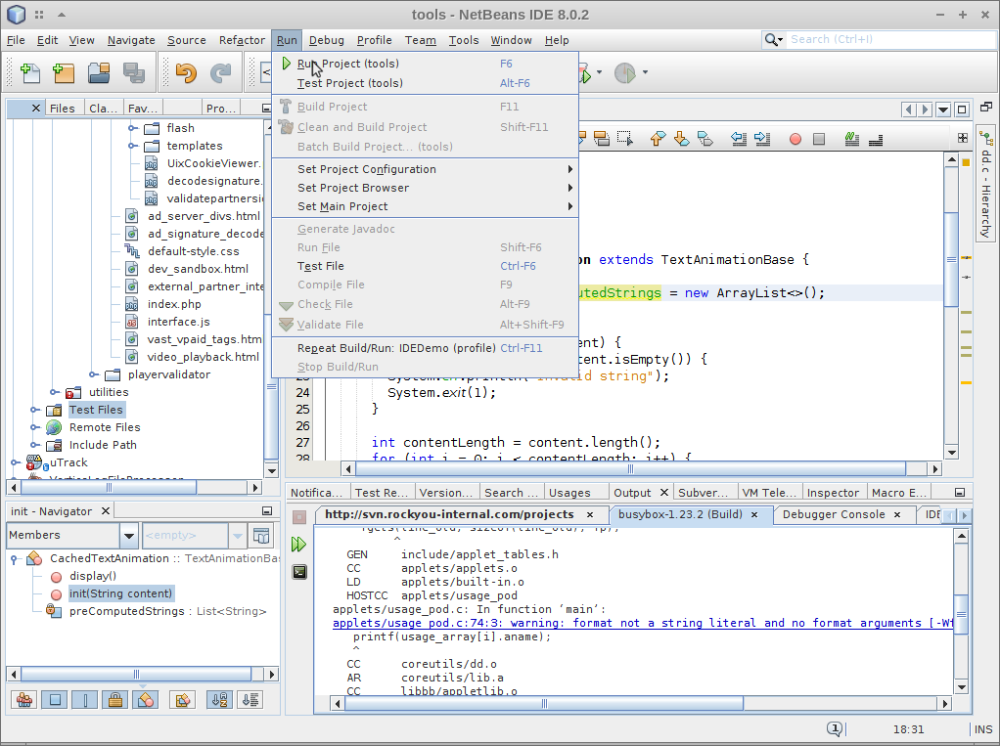 tools - NetBeans IDE 8.0.2
File Edit View Navigate Source Refactor Run Debug Profile Team Tools Window Help
Search (Ctrl+I)
Run Project (tools) F6
Test Project (tools) Alt-F6
Build Project F11
Clean and Build Project Shift-F11
Batch Build Project... (tools)
Set Project Configuration
Set Project Browser
Set Main Project
Generate Javadoc
Run File Shift-F6
Test File Ctrl-F6
Compile File F9
Check File Alt-F9
Validate File Alt+Shift-F9
Repeat Build/Run: IDEDemo (profile) Ctrl-F11
Stop Build/Run
Files Cla... Fav... Pro...
flash
templates
UixCookieViewer.
decodesignature.
validatepartnersi
ad_server_divs.html
ad_signature_decode
default-style.css
dev_sandbox.html
external_partner_inte
index.php
interface.js
vast_vpaid_tags.html
video_playback.html
playervalidator
utilities
Test Files
Remote Files
Include Path
uTrack
dd.c - Hierarchy
on extends TextAnimationBase {
utedStrings = new ArrayList<>();
ent) {
tent.isEmpty()) {
string");
24 System.exit(1);
25 }
26
27 int contentLength = content.length();
28 for (int i = 0; i < contentLength; i++) {
init - Navigator
Members <empty>
CachedTextAnimation :: TextAnimationBas
display()
init(String content)
preComputedStrings : List<String>
Notifica... Test Re... Version... Search ... Usages Output Subver... VM Tele... Inspector Macro E...
http://svn.rockyou-internal.com/projects busybox-1.23.2 (Build) Debugger Console IDE
^
GEN include/applet_tables.h
CC applets/applets.o
LD applets/built-in.o
HOSTCC applets/usage_pod
applets/usage_pod.c: In function ‘main’:
applets/usage_pod.c:74:3: warning: format not a string literal and no format arguments [-Wf
printf(usage_array[i].aname);
^
CC coreutils/dd.o
AR coreutils/lib.a
CC libbb/appletlib.o
1 18:31 INS